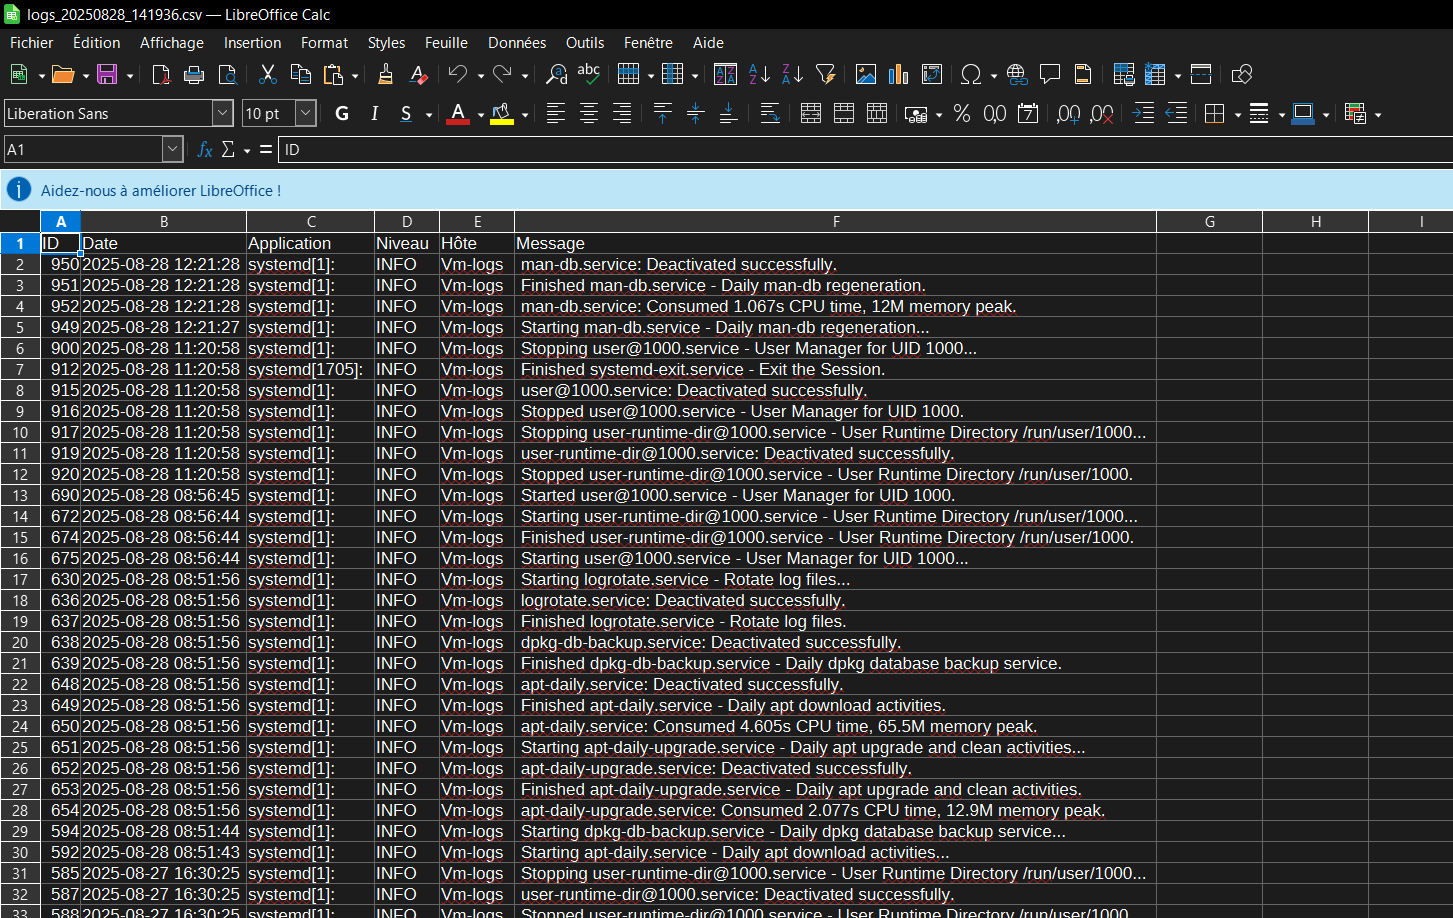 logs_20250828_141936.csv — LibreOffice Calc
Fichier Édition Affichage Insertion Format Styles Feuille Données Outils Fenêtre Aide
Liberation Sans 10 pt G I S A % 0,0 7 ,00 ,00
A1 fx Σ = ID
Aidez-nous à améliorer LibreOffice !
A B C D E F G H I
1 ID Date Application Niveau Hôte Message
2 950 2025-08-28 12:21:28 systemd[1]: INFO Vm-logs man-db.service: Deactivated successfully.
3 951 2025-08-28 12:21:28 systemd[1]: INFO Vm-logs Finished man-db.service - Daily man-db regeneration.
4 952 2025-08-28 12:21:28 systemd[1]: INFO Vm-logs man-db.service: Consumed 1.067s CPU time, 12M memory peak.
5 949 2025-08-28 12:21:27 systemd[1]: INFO Vm-logs Starting man-db.service - Daily man-db regeneration...
6 900 2025-08-28 11:20:58 systemd[1]: INFO Vm-logs Stopping user@1000.service - User Manager for UID 1000...
7 912 2025-08-28 11:20:58 systemd[1705]: INFO Vm-logs Finished systemd-exit.service - Exit the Session.
8 915 2025-08-28 11:20:58 systemd[1]: INFO Vm-logs user@1000.service: Deactivated successfully.
9 916 2025-08-28 11:20:58 systemd[1]: INFO Vm-logs Stopped user@1000.service - User Manager for UID 1000.
10 917 2025-08-28 11:20:58 systemd[1]: INFO Vm-logs Stopping user-runtime-dir@1000.service - User Runtime Directory /run/user/1000...
11 919 2025-08-28 11:20:58 systemd[1]: INFO Vm-logs user-runtime-dir@1000.service: Deactivated successfully.
12 920 2025-08-28 11:20:58 systemd[1]: INFO Vm-logs Stopped user-runtime-dir@1000.service - User Runtime Directory /run/user/1000.
13 690 2025-08-28 08:56:45 systemd[1]: INFO Vm-logs Started user@1000.service - User Manager for UID 1000.
14 672 2025-08-28 08:56:44 systemd[1]: INFO Vm-logs Starting user-runtime-dir@1000.service - User Runtime Directory /run/user/1000...
15 674 2025-08-28 08:56:44 systemd[1]: INFO Vm-logs Finished user-runtime-dir@1000.service - User Runtime Directory /run/user/1000.
16 675 2025-08-28 08:56:44 systemd[1]: INFO Vm-logs Starting user@1000.service - User Manager for UID 1000...
17 630 2025-08-28 08:51:56 systemd[1]: INFO Vm-logs Starting logrotate.service - Rotate log files...
18 636 2025-08-28 08:51:56 systemd[1]: INFO Vm-logs logrotate.service: Deactivated successfully.
19 637 2025-08-28 08:51:56 systemd[1]: INFO Vm-logs Finished logrotate.service - Rotate log files.
20 638 2025-08-28 08:51:56 systemd[1]: INFO Vm-logs dpkg-db-backup.service: Deactivated successfully.
21 639 2025-08-28 08:51:56 systemd[1]: INFO Vm-logs Finished dpkg-db-backup.service - Daily dpkg database backup service.
22 648 2025-08-28 08:51:56 systemd[1]: INFO Vm-logs apt-daily.service: Deactivated successfully.
23 649 2025-08-28 08:51:56 systemd[1]: INFO Vm-logs Finished apt-daily.service - Daily apt download activities.
24 650 2025-08-28 08:51:56 systemd[1]: INFO Vm-logs apt-daily.service: Consumed 4.605s CPU time, 65.5M memory peak.
25 651 2025-08-28 08:51:56 systemd[1]: INFO Vm-logs Starting apt-daily-upgrade.service - Daily apt upgrade and clean activities...
26 652 2025-08-28 08:51:56 systemd[1]: INFO Vm-logs apt-daily-upgrade.service: Deactivated successfully.
27 653 2025-08-28 08:51:56 systemd[1]: INFO Vm-logs Finished apt-daily-upgrade.service - Daily apt upgrade and clean activities.
28 654 2025-08-28 08:51:56 systemd[1]: INFO Vm-logs apt-daily-upgrade.service: Consumed 2.077s CPU time, 12.9M memory peak.
29 594 2025-08-28 08:51:44 systemd[1]: INFO Vm-logs Starting dpkg-db-backup.service - Daily dpkg database backup service...
30 592 2025-08-28 08:51:43 systemd[1]: INFO Vm-logs Starting apt-daily.service - Daily apt download activities...
31 585 2025-08-27 16:30:25 systemd[1]: INFO Vm-logs Stopping user-runtime-dir@1000.service - User Runtime Directory /run/user/1000...
32 587 2025-08-27 16:30:25 systemd[1]: INFO Vm-logs user-runtime-dir@1000.service: Deactivated successfully.
33 588 2025-08-27 16:30:25 systemd[1]: INFO Vm-logs Stopped user-runtime-dir@1000.service - User Runtime Directory /run/user/1000.